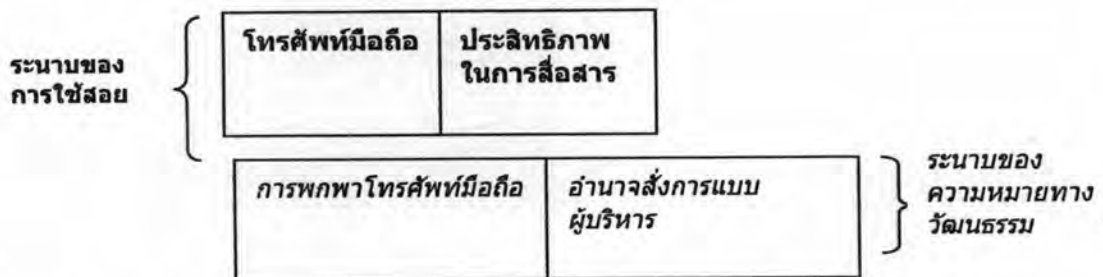 ระนาบของ
การใช้สอย
โทรศัพท์มือถือ
ประสิทธิภาพ
ในการสื่อสาร
การพกพาโทรศัพท์มือถือ
อำนาจสั่งการแบบ
ผู้บริหาร
ระนาบของ
ความหมายทาง
วัฒนธรรม